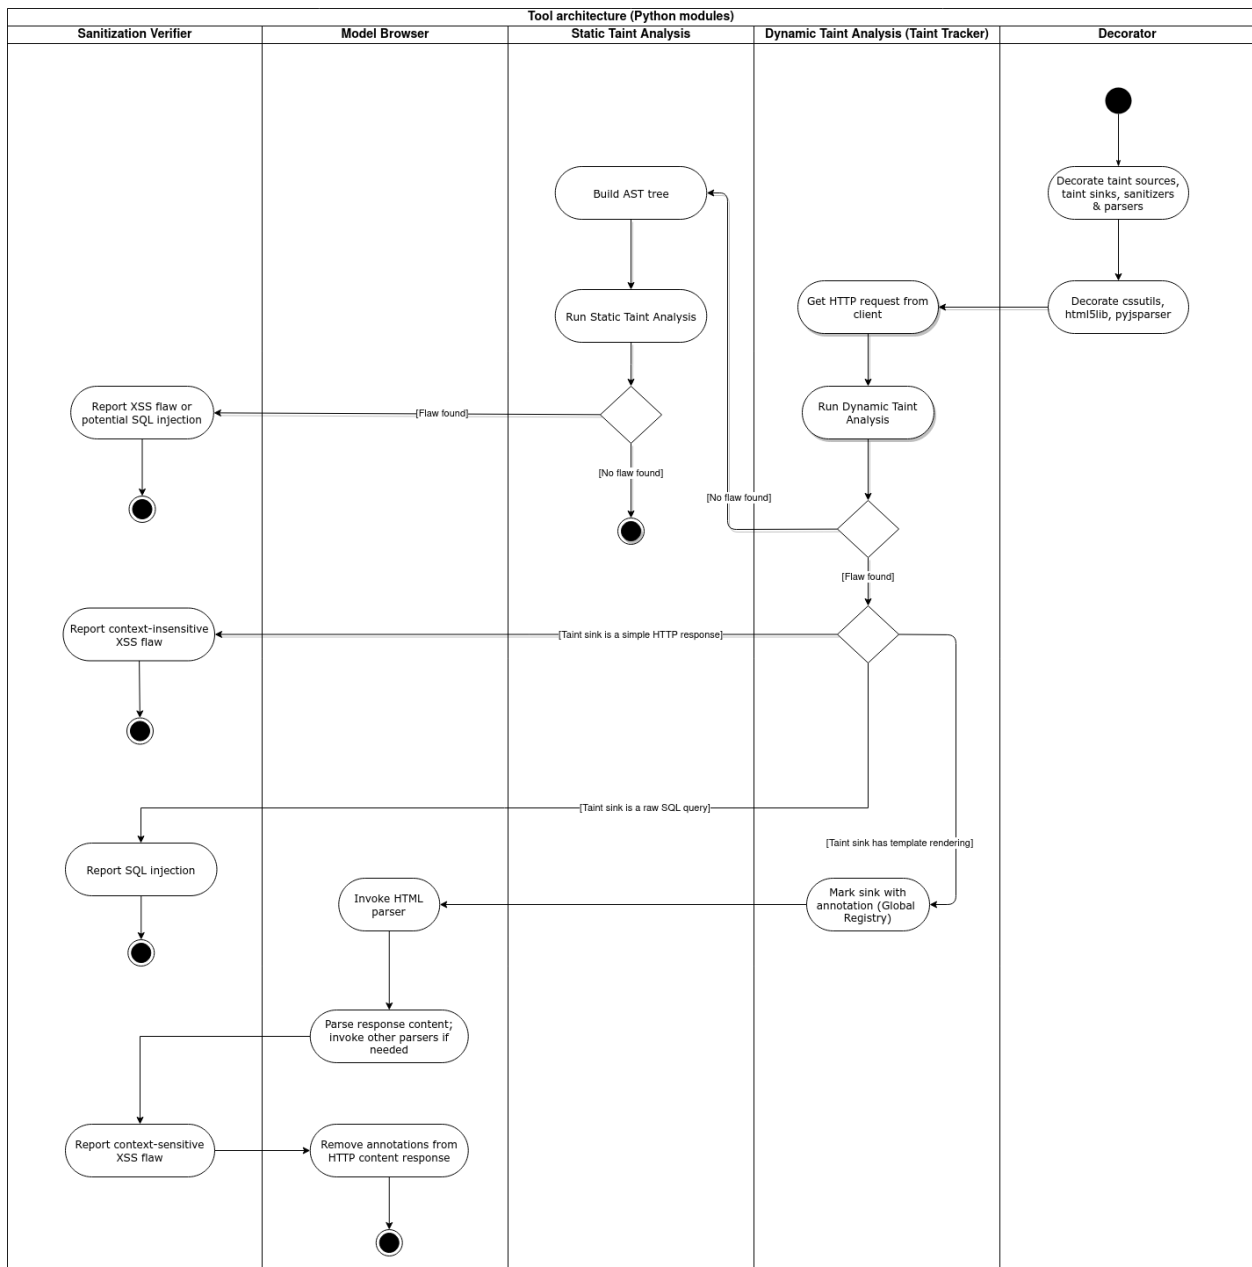 Tool architecture (Python modules)
Sanitization Verifier
Model Browser
Static Taint Analysis
Dynamic Taint Analysis (Taint Tracker)
Decorator
Decorate taint sources,
taint sinks, sanitizers
& parsers
Build AST tree
Get HTTP request from
client
Decorate cssutils,
html5lib, pyjsparser
Run Static Taint Analysis
Report XSS flaw or
potential SQL injection
[Flaw found]
Run Dynamic Taint
Analysis
[No flaw found]
[No flaw found]
[Flaw found]
Report context-insensitive
XSS flaw
[Taint sink is a simple HTTP response]
[Taint sink is a raw SQL query]
[Taint sink has template rendering]
Report SQL injection
Invoke HTML
parser
Mark sink with
annotation (Global
Registry)
Parse response content;
invoke other parsers if
needed
Report context-sensitive
XSS flaw
Remove annotations from
HTTP content response